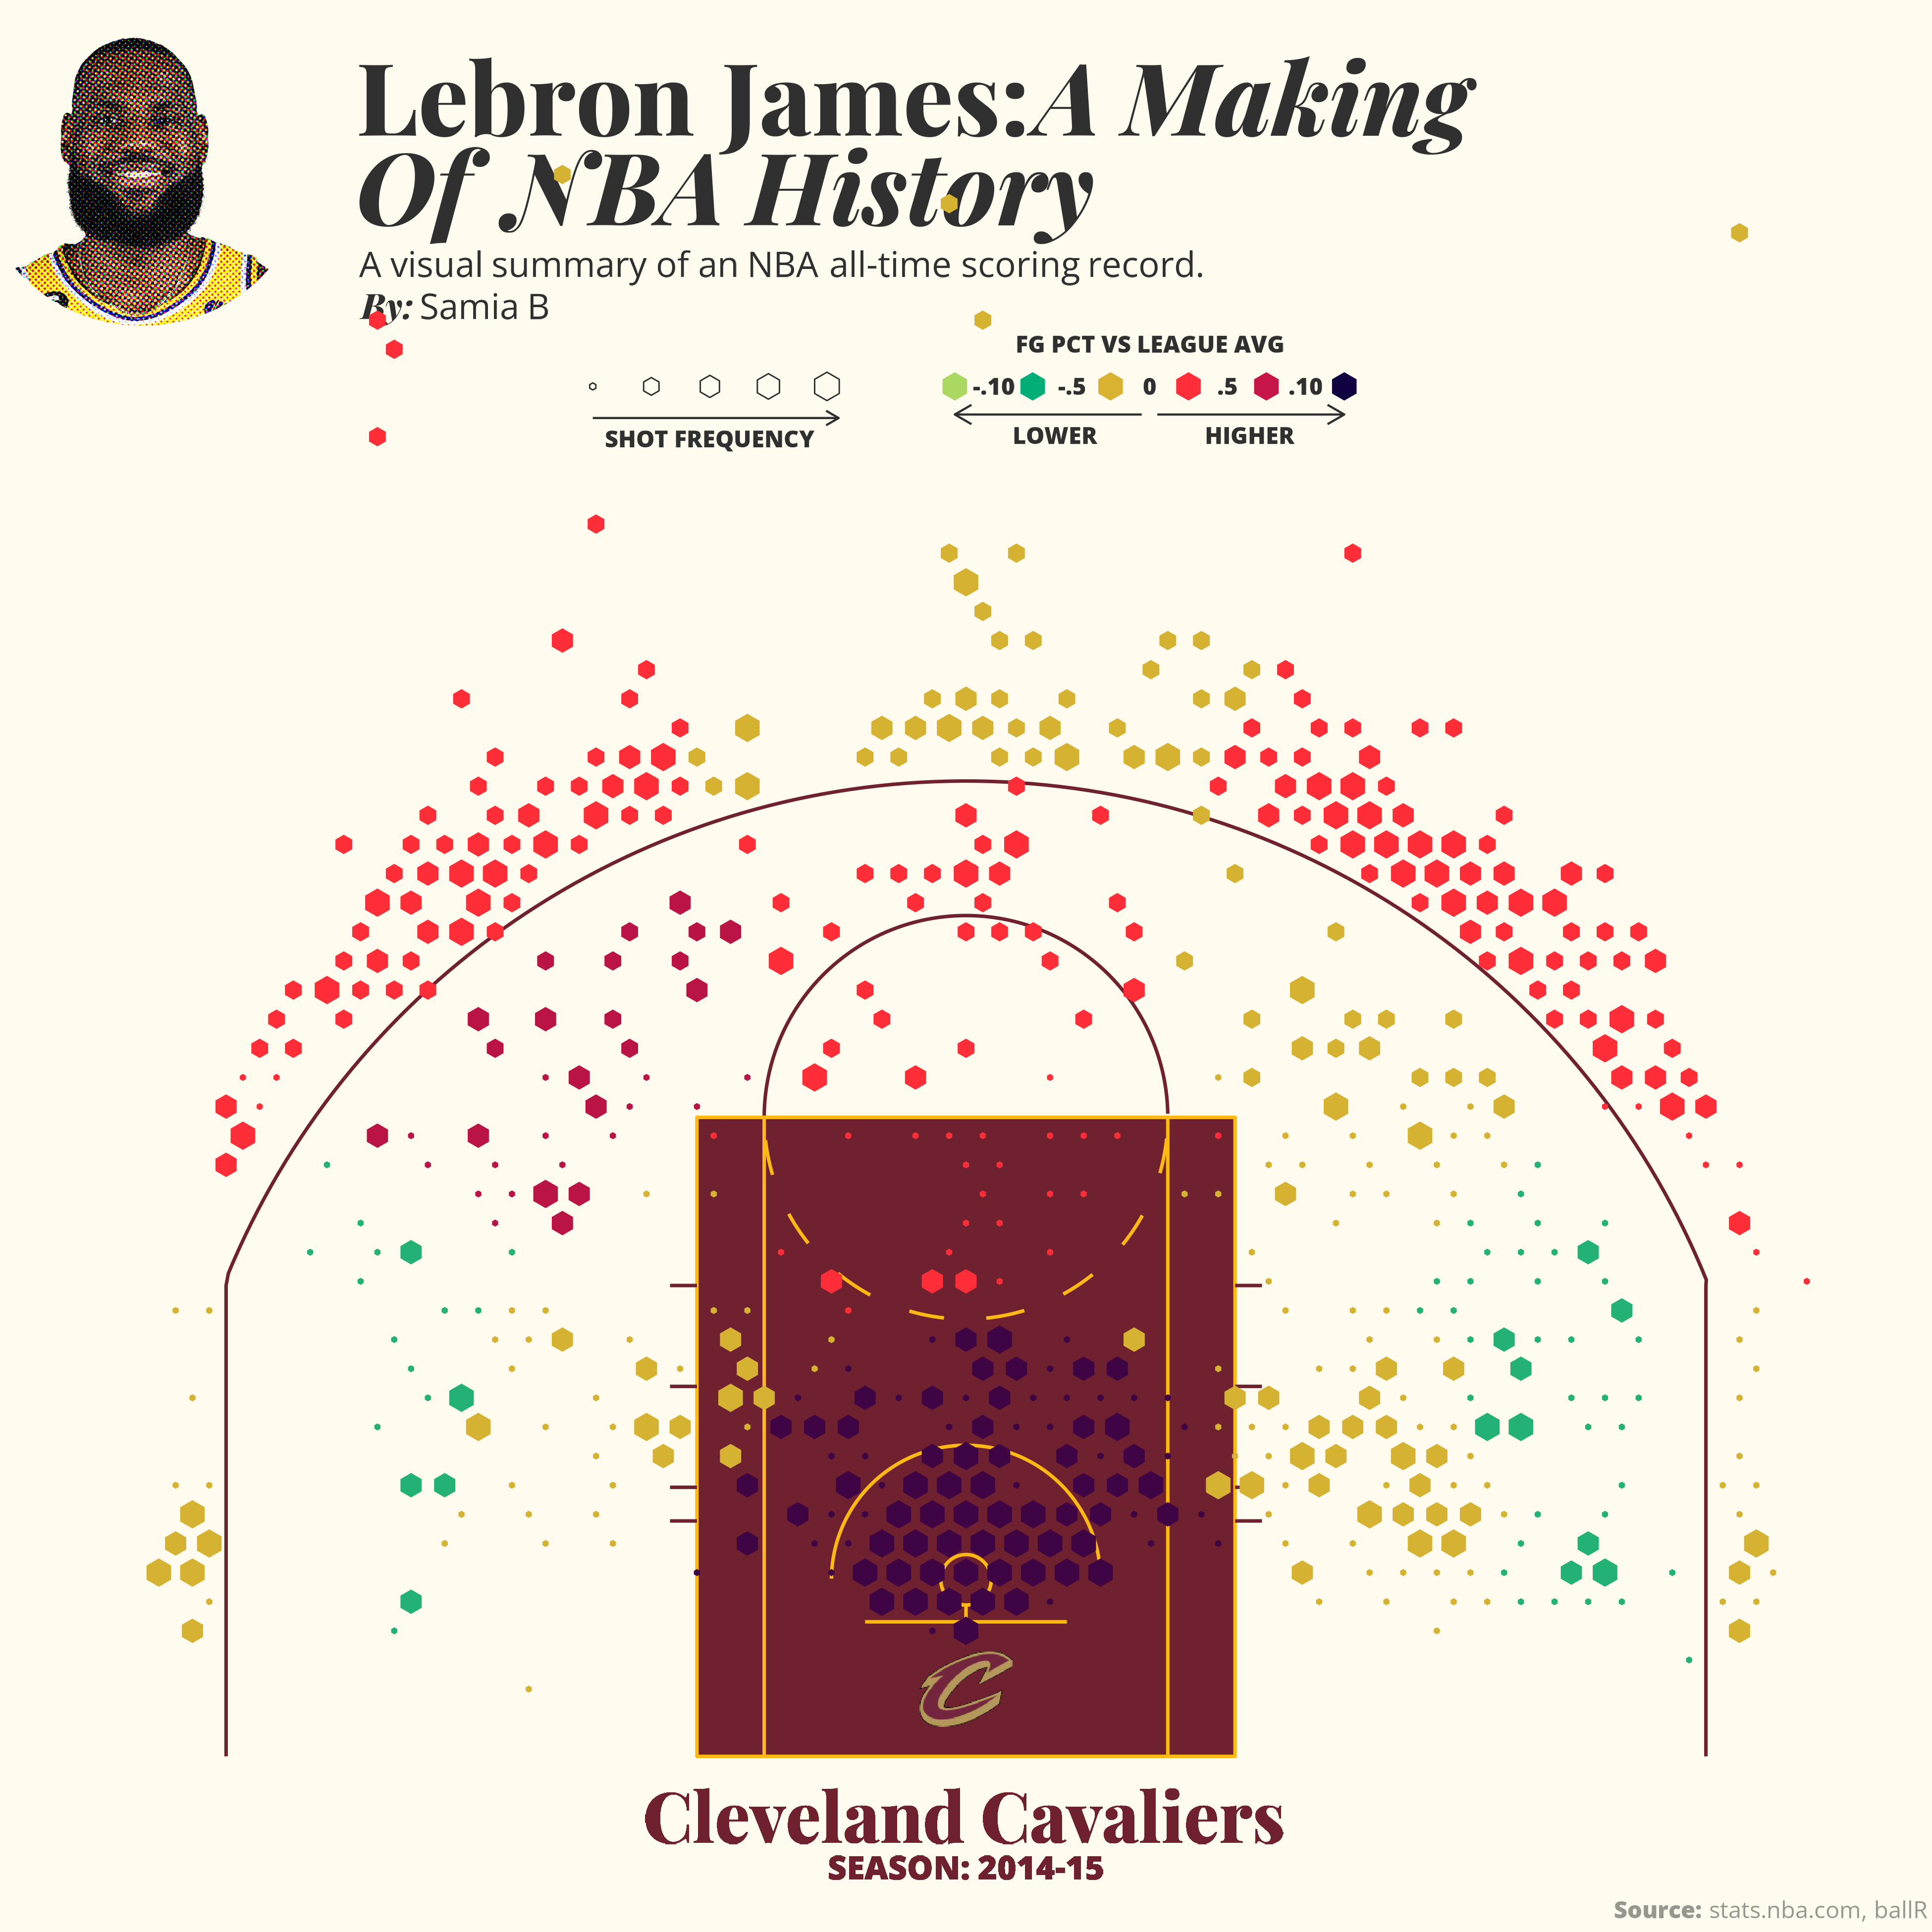 Lebron James:A Making
Of NBA History
A visual summary of an NBA all-time scoring record.
By: Samia B
FG PCT VS LEAGUE AVG
-.10 -.5 0 .5 .10
SHOT FREQUENCY
LOWER HIGHER
C
Cleveland Cavaliers
SEASON: 2014-15
Source: stats.nba.com, ballR